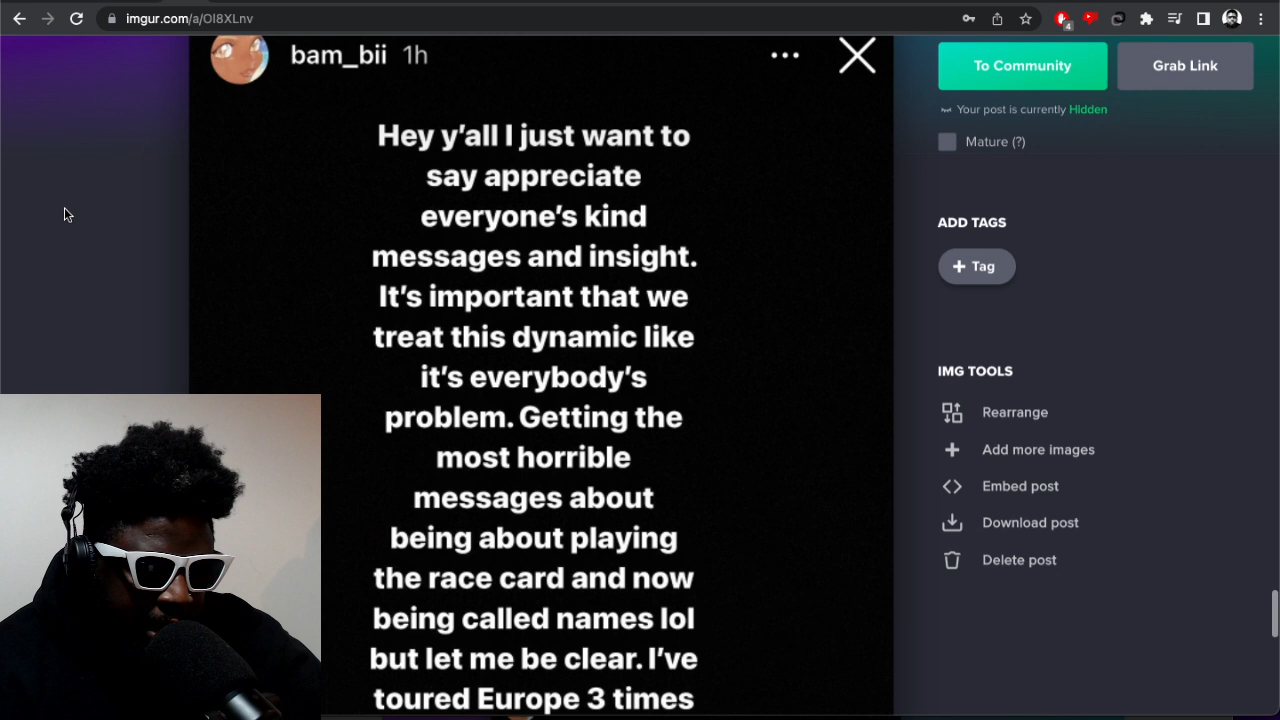 imgur.com/a/OI8XLnv
4
bam_bii 1h
Hey y’all I just want to
say appreciate
everyone’s kind
messages and insight.
It’s important that we
treat this dynamic like
it’s everybody’s
problem. Getting the
most horrible
messages about
being about playing
the race card and now
being called names lol
but let me be clear. I’ve
toured Europe 3 times
To Community
Grab Link
Your post is currently Hidden
Mature (?)
ADD TAGS
+ Tag
IMG TOOLS
Rearrange
Add more images
Embed post
Download post
Delete post